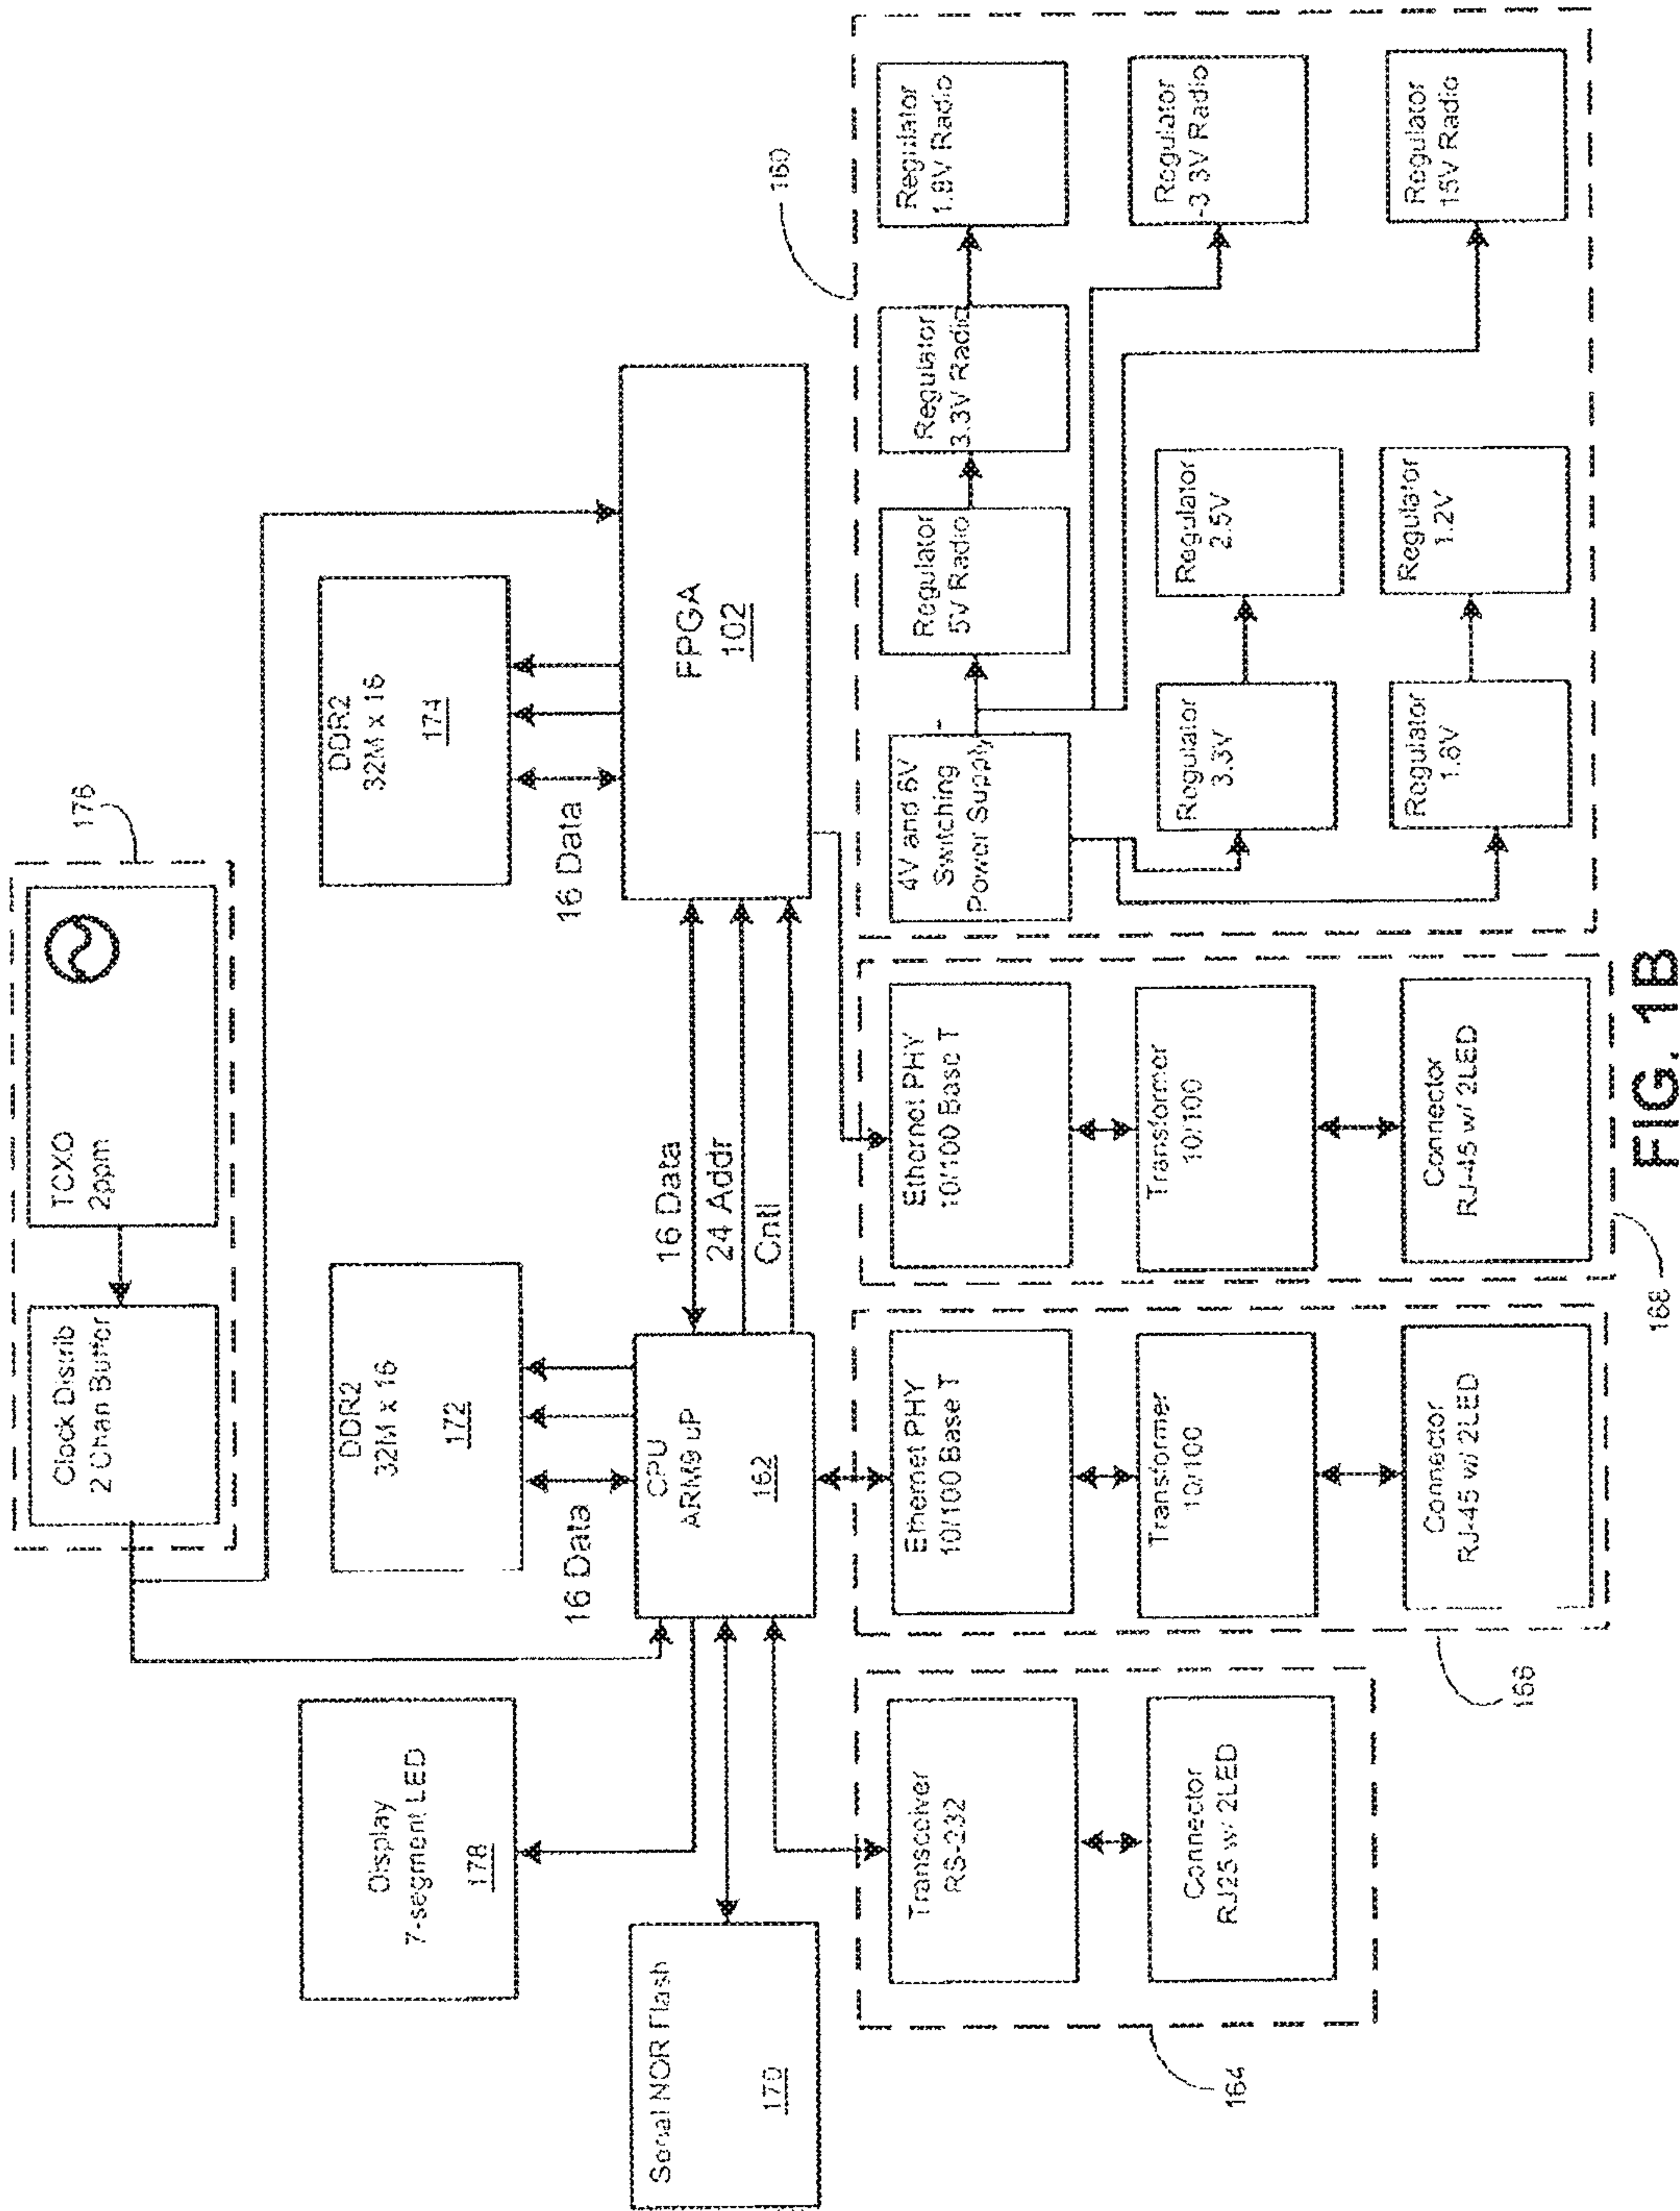 176
Clock Distrib
2 Chan Buffer
TCXO
2ppm
Display
7-segment LED
178
DDR2
32M x 16
172
DDR2
32M x 16
174
16 Data
16 Data
Serial NOR Flash
170
CPU
ARM9 uP
162
16 Data
24 Addr
Cntl
FPGA
102
160
Transceiver
RS-232
Connector
RJ25 w/ 2LED
164
Ethernet PHY
10/100 Base T
Transformer
10/100
Connector
RJ-45 w/ 2LED
166
Ethernet PHY
10/100 Base T
Transformer
10/100
Connector
RJ-45 w/ 2LED
168
4V and 6V
Switching
Power Supply
Regulator
5V Radio
Regulator
3.3V Radio
Regulator
1.8V Radio
Regulator
-3.3V Radio
Regulator
15V Radio
Regulator
3.3V
Regulator
2.5V
Regulator
1.8V
Regulator
1.2V
FIG. 1B